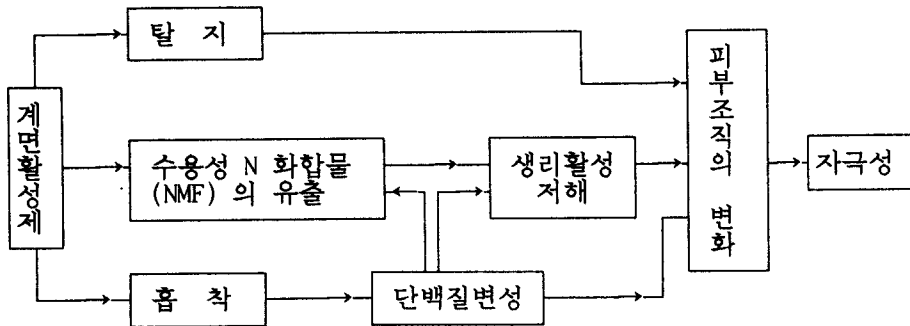 탈 지
계면활성제
수용성 N 화합물
(NMF) 의 유출
생리활성
저해
피부조직의 변화
자극성
흡 착
단백질변성